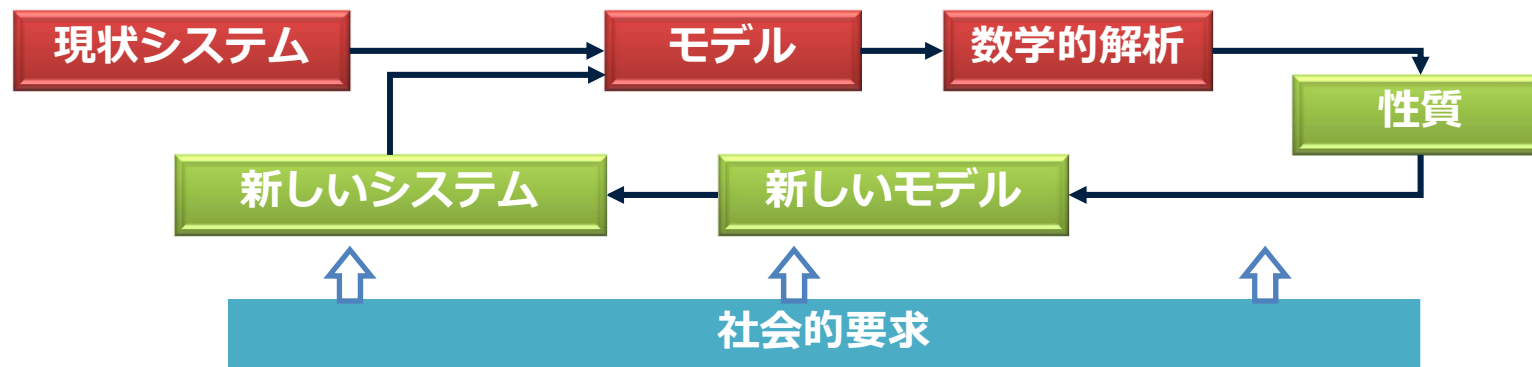 現状システム
モデル
数学的解析
性質
新しいシステム
新しいモデル
社会的要求